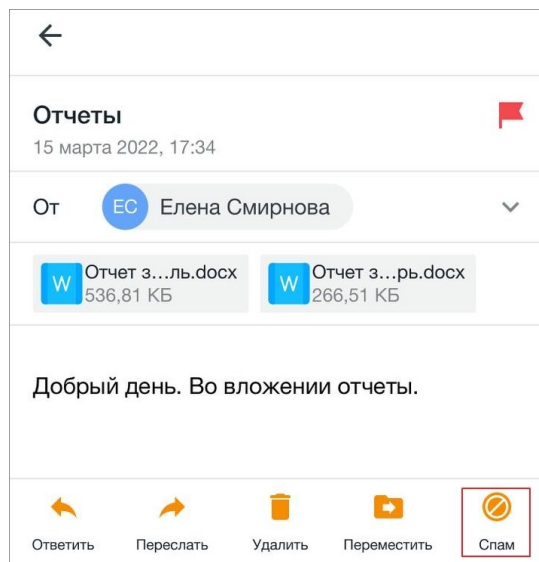 Отчеты
15 марта 2022, 17:34
От ЕС Елена Смирнова
W Отчет з...ль.docx W Отчет з...рь.docx
536,81 КБ 266,51 КБ
Добрый день. Во вложении отчеты.
Ответить Переслать Удалить Переместить Спам